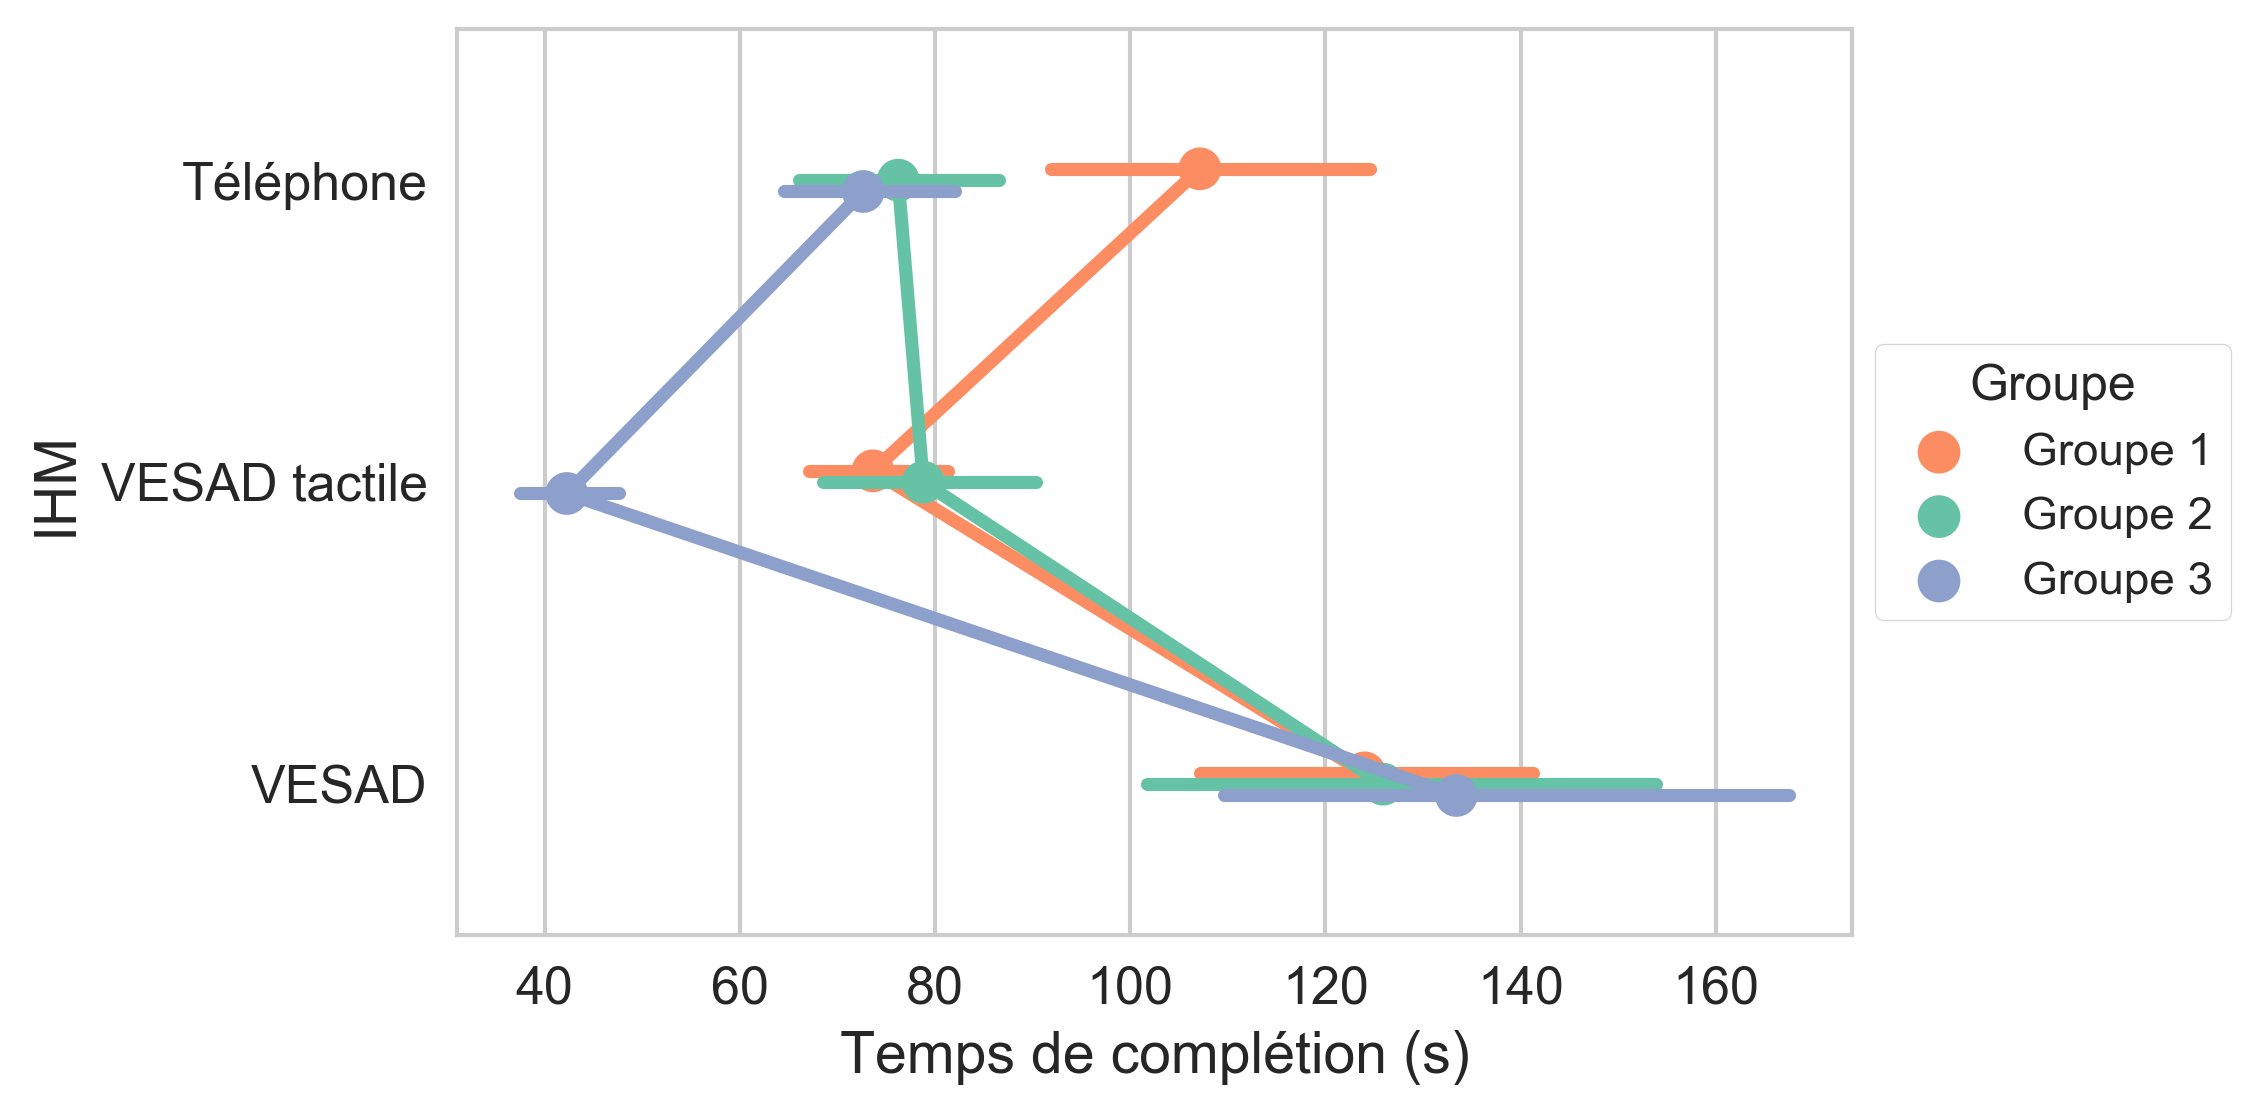 Téléphone
VESAD tactile
VESAD
IHM
40 60 80 100 120 140 160
Temps de complétion (s)
Groupe
Groupe 1
Groupe 2
Groupe 3